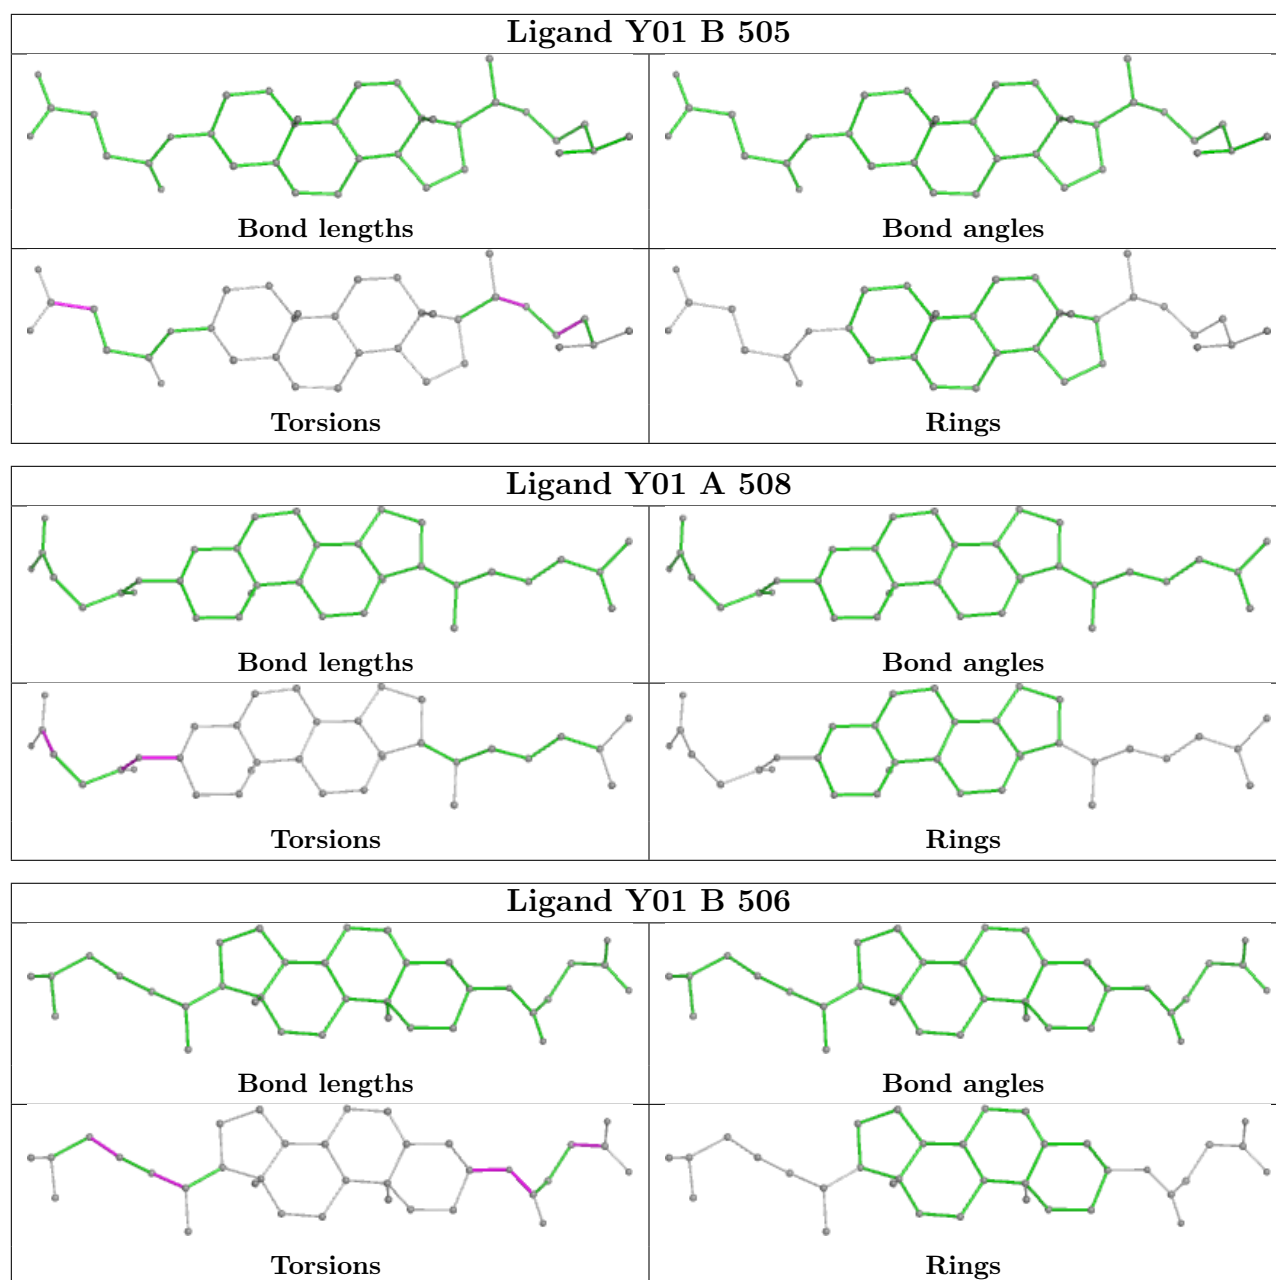 Ligand Y01 B 505
Bond lengths
Bond angles
Torsions
Rings
Ligand Y01 A 508
Bond lengths
Bond angles
Torsions
Rings
Ligand Y01 B 506
Bond lengths
Bond angles
Torsions
Rings